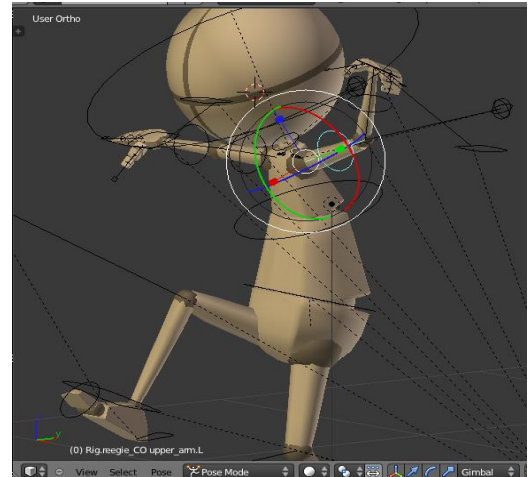 User Ortho
y
(0) Rig.reegie_CO upper_arm.L
View Select Pose Pose Mode Gimbal